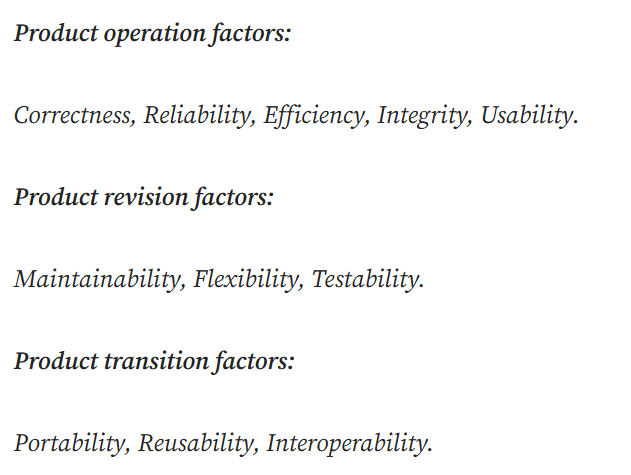 Product operation factors:
Correctness, Reliability, Efficiency, Integrity, Usability.
Product revision factors:
Maintainability, Flexibility, Testability.
Product transition factors:
Portability, Reusability, Interoperability.